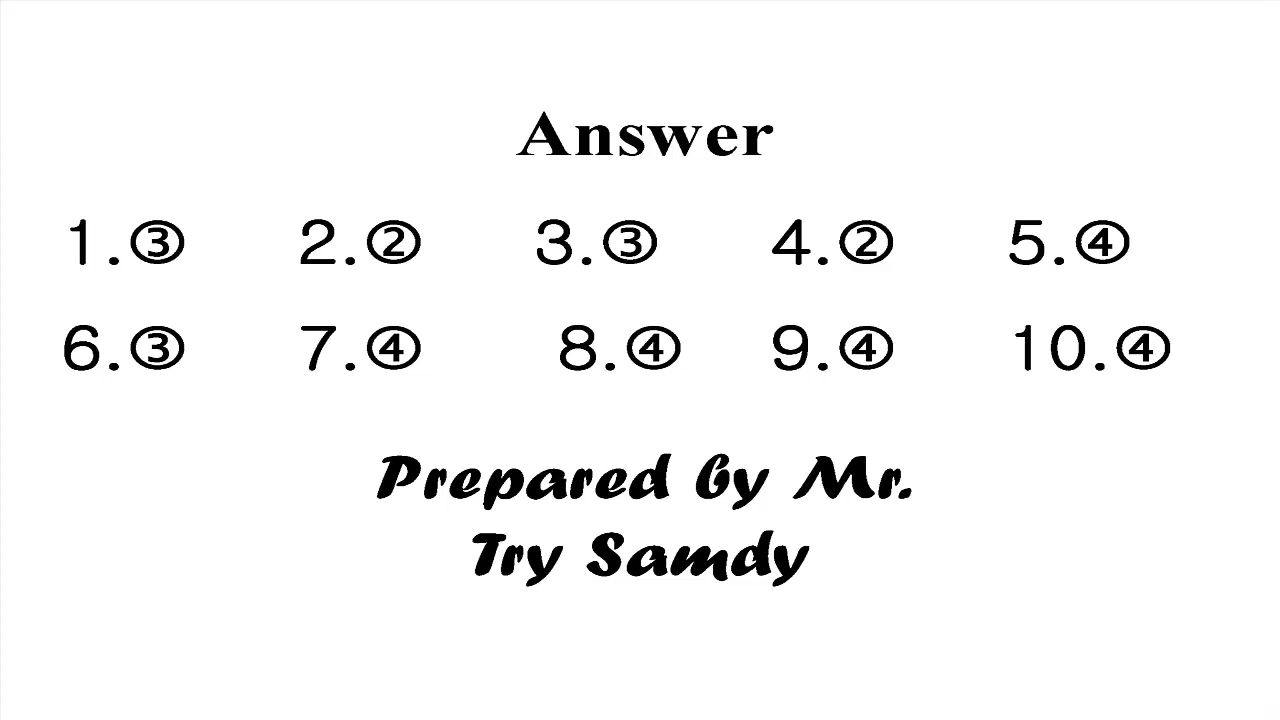 Answer
1.③ 2.② 3.③ 4.② 5.④
6.③ 7.④ 8.④ 9.④ 10.④
Prepared by Mr.
Try Samdy